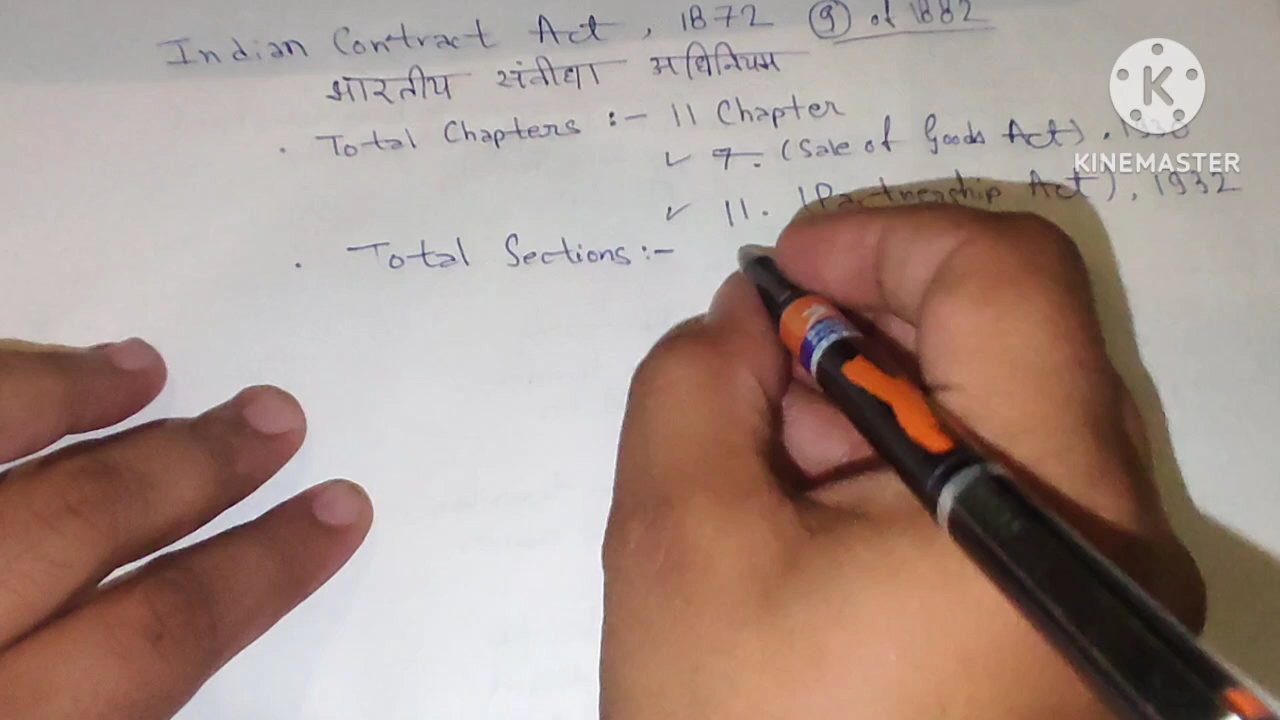 Indian Contract Act, 1872 (9) of 1882
भारतीय संवीधा अधिनियम
. Total Chapters :- 11 Chapter
✓ 7. (Sale of Goods Act),
✓ 11. (Partnership Act), 1932
. Total Sections :-
K
KINEMASTER